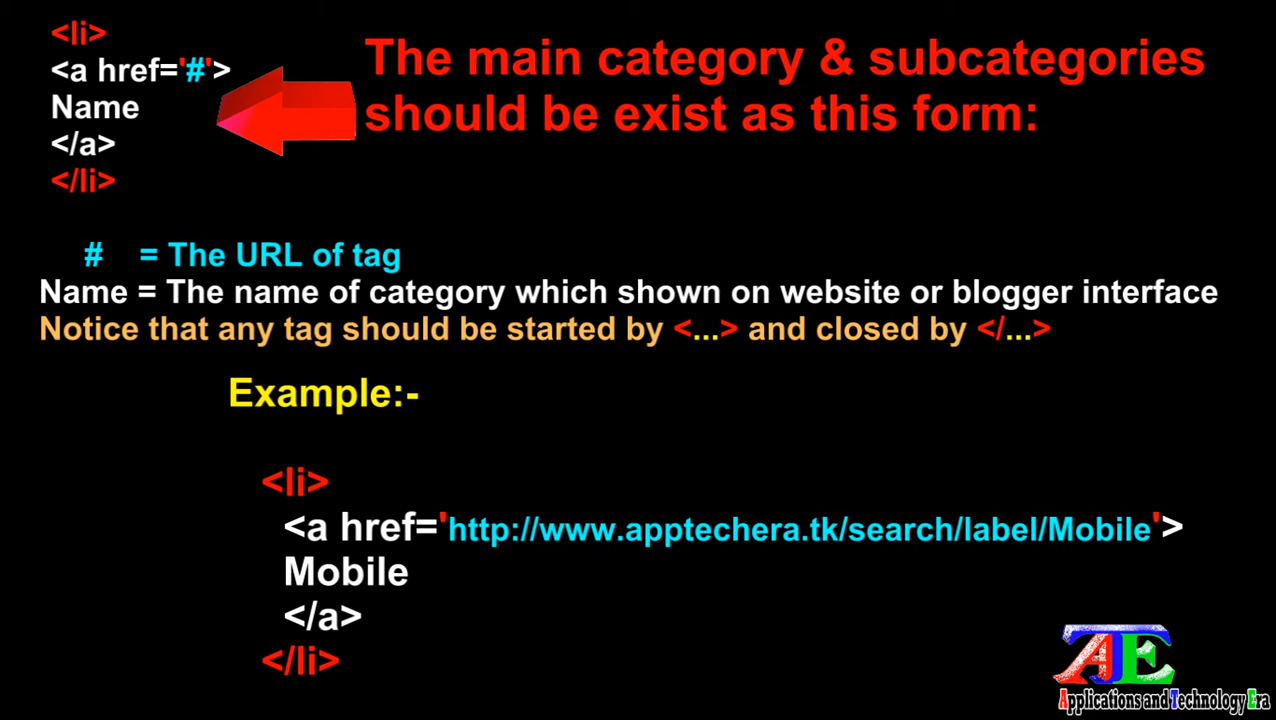 <li>
<a href='#'>
Name
</a>
</li>
The main category & subcategories
should be exist as this form:
# = The URL of tag
Name = The name of category which shown on website or blogger interface
Notice that any tag should be started by <...> and closed by </...>
Example:-
<li>
<a href='http://www.apptechera.tk/search/label/Mobile'>
Mobile
</a>
</li>
ATE
Applications and Technology Era